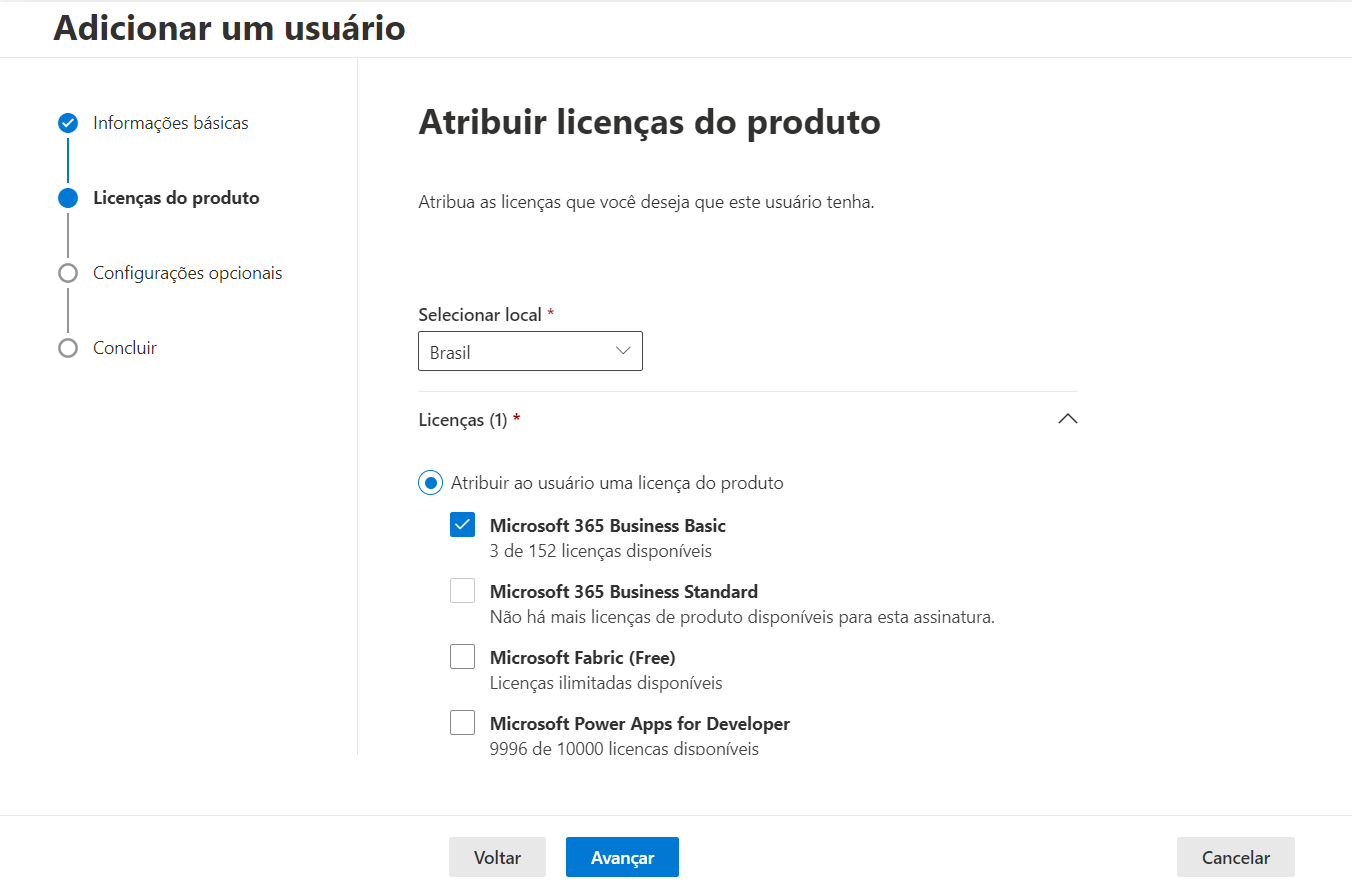 Adicionar um usuário
Informações básicas
Licenças do produto
Configurações opcionais
Concluir
Atribuir licenças do produto
Atribua as licenças que você deseja que este usuário tenha.
Selecionar local *
Brasil
Licenças (1) *
Atribuir ao usuário uma licença do produto
Microsoft 365 Business Basic
3 de 152 licenças disponíveis
Microsoft 365 Business Standard
Não há mais licenças de produto disponíveis para esta assinatura.
Microsoft Fabric (Free)
Licenças ilimitadas disponíveis
Microsoft Power Apps for Developer
9996 de 10000 licenças disponíveis
Voltar
Avançar
Cancelar